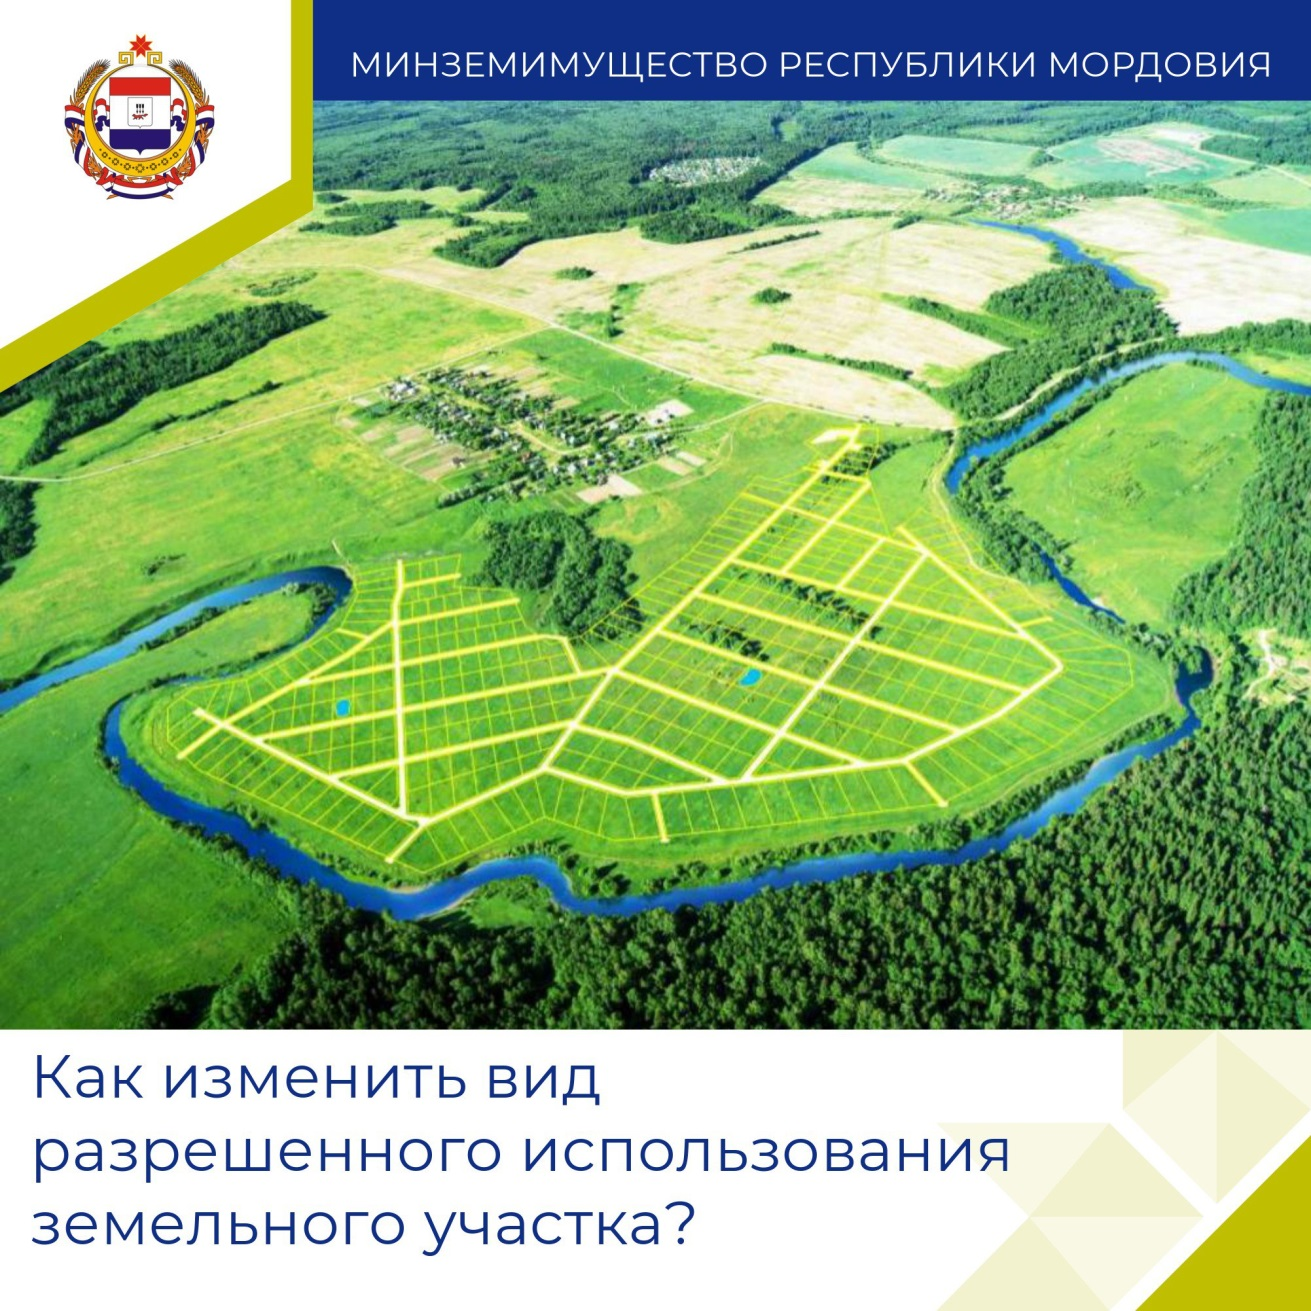 МИНЗЕМИМУЩЕСТВО РЕСПУБЛИКИ МОРДОВИЯ
Как изменить вид
разрешенного использования
земельного участка?